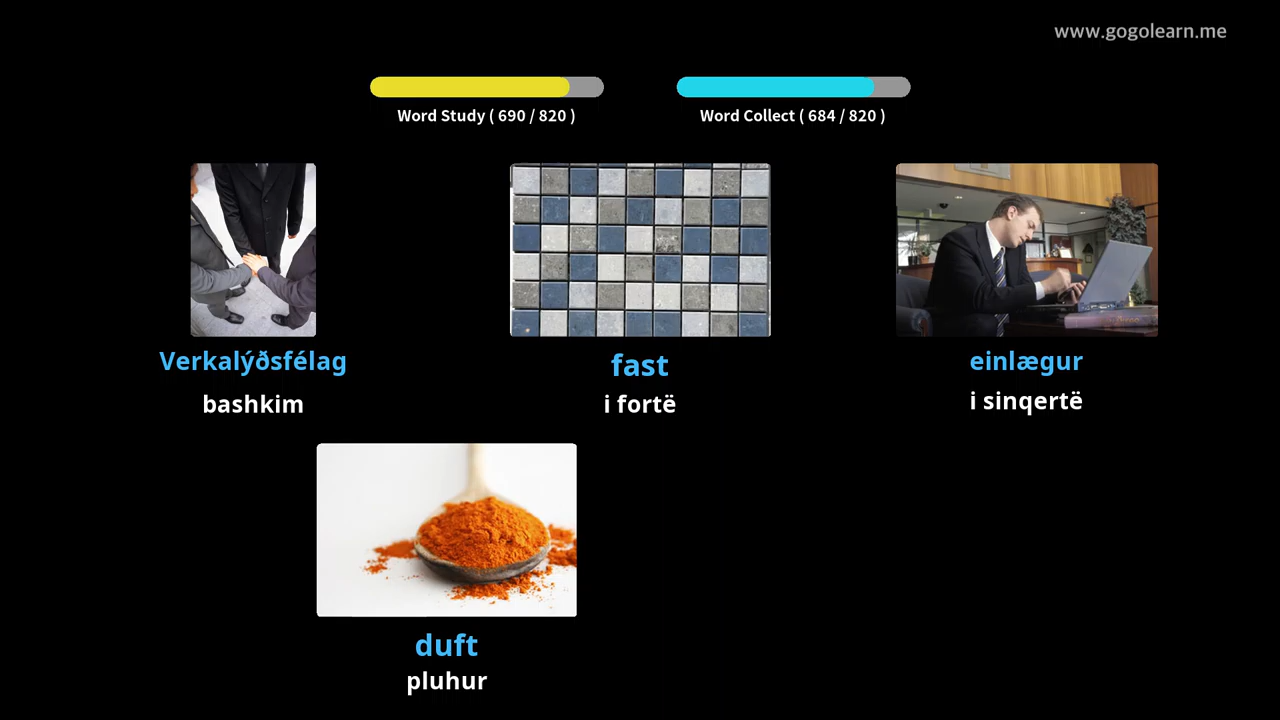 www.gogolearn.me
Word Study ( 690 / 820 )
Word Collect ( 684 / 820 )
Verkalýðsfélag
bashkim
fast
i fortë
einlægur
i sinqertë
duft
pluhur